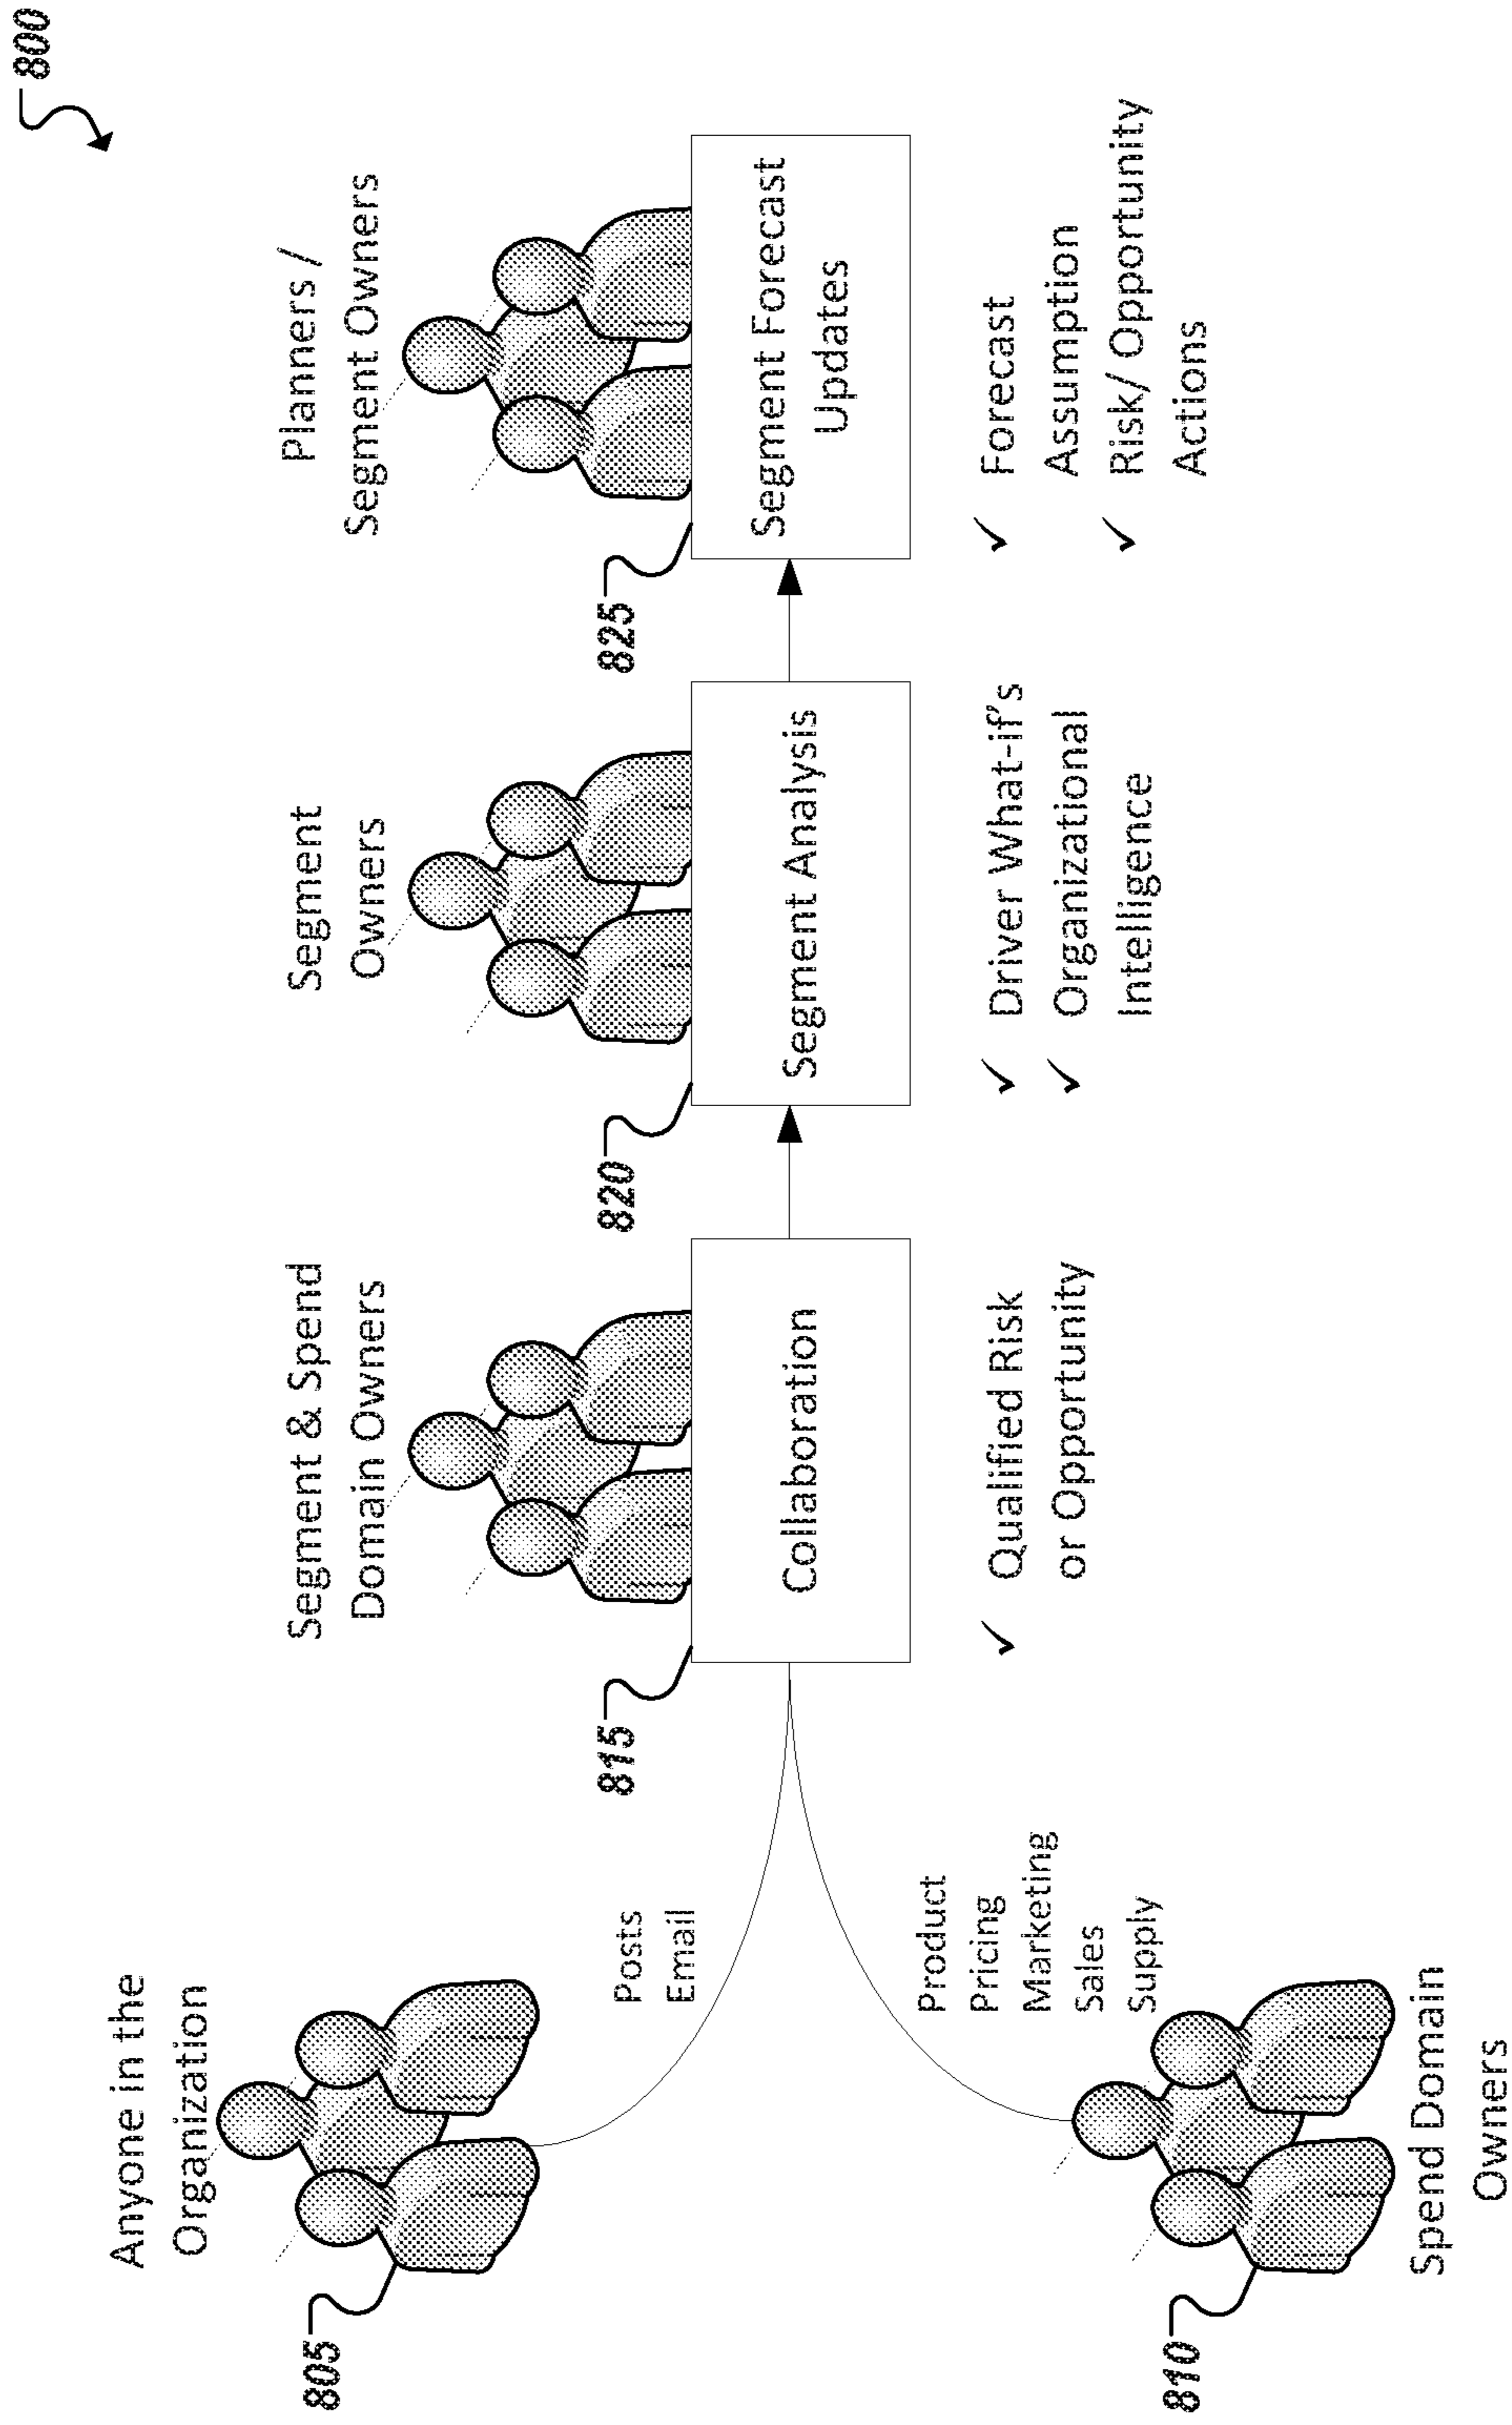 800
Anyone in the
Organization
805
Posts
Email
Product
Pricing
Marketing
Sales
Supply
810
Spend Domain
Owners
Segment & Spend
Domain Owners
815
Collaboration
✓ Qualified Risk
or Opportunity
Segment
Owners
820
Segment Analysis
✓ Driver What-if's
✓ Organizational
Intelligence
Planners /
Segment Owners
825
Segment Forecast
Updates
✓ Forecast
Assumption
✓ Risk/ Opportunity
Actions